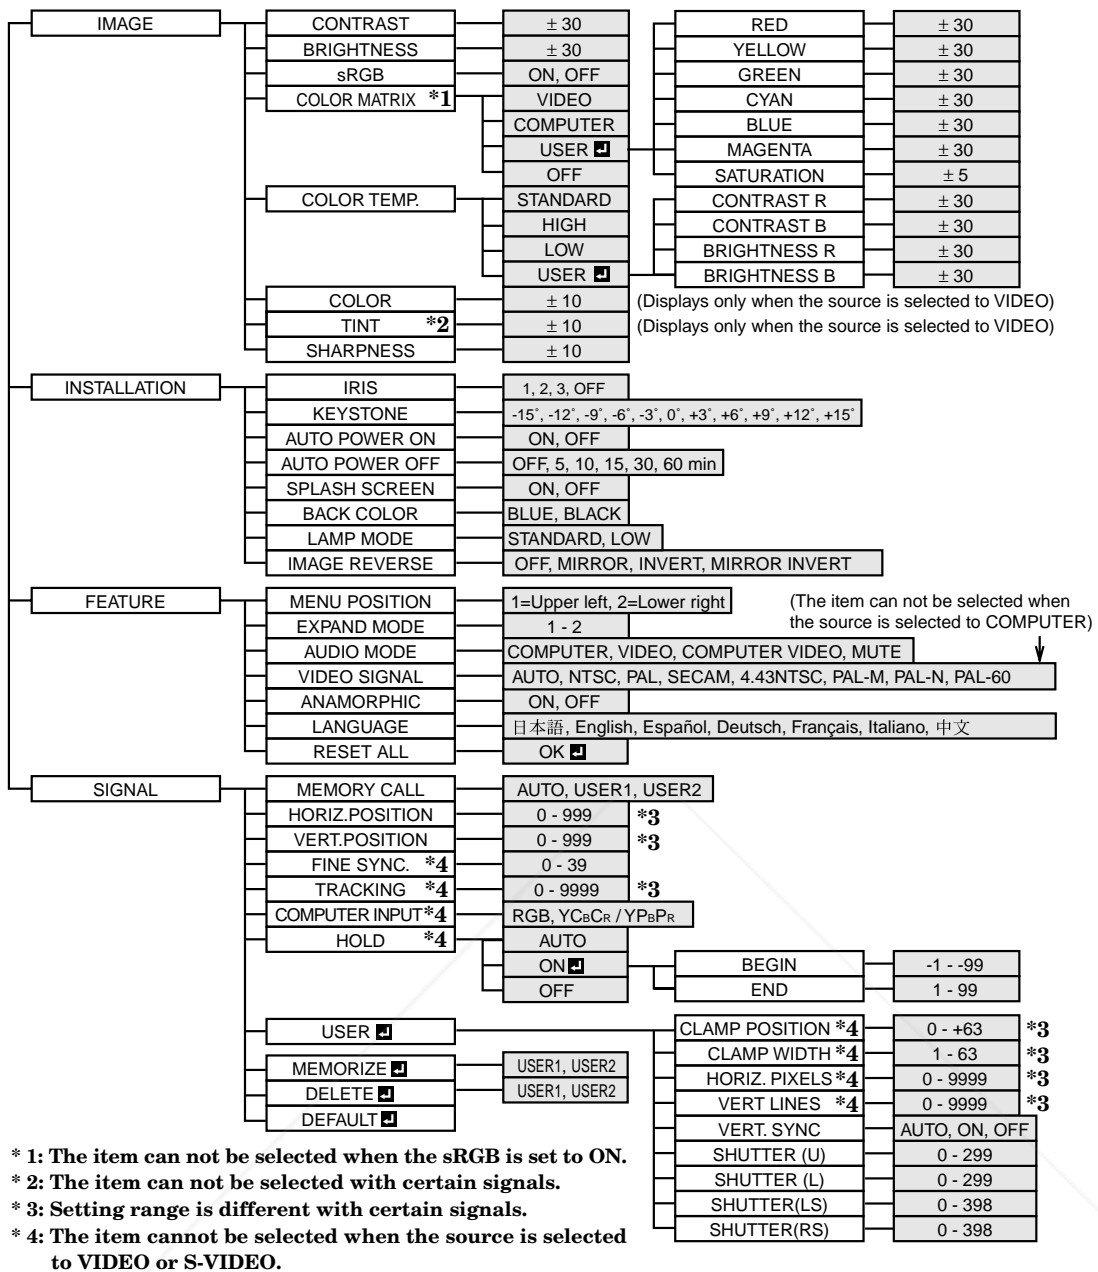 IMAGE CONTRAST ± 30 RED ± 30
BRIGHTNESS ± 30 YELLOW ± 30
sRGB ON, OFF GREEN ± 30
COLOR MATRIX *1 VIDEO CYAN ± 30
COMPUTER BLUE ± 30
USER MAGENTA ± 30
OFF SATURATION ± 5
COLOR TEMP. STANDARD CONTRAST R ± 30
HIGH CONTRAST B ± 30
LOW BRIGHTNESS R ± 30
USER BRIGHTNESS B ± 30
COLOR ± 10 (Displays only when the source is selected to VIDEO)
TINT *2 ± 10 (Displays only when the source is selected to VIDEO)
SHARPNESS ± 10
INSTALLATION IRIS 1, 2, 3, OFF
KEYSTONE -15°, -12°, -9°, -6°, -3°, 0°, +3°, +6°, +9°, +12°, +15°
AUTO POWER ON ON, OFF
AUTO POWER OFF OFF, 5, 10, 15, 30, 60 min
SPLASH SCREEN ON, OFF
BACK COLOR BLUE, BLACK
LAMP MODE STANDARD, LOW
IMAGE REVERSE OFF, MIRROR, INVERT, MIRROR INVERT
FEATURE MENU POSITION 1=Upper left, 2=Lower right (The item can not be selected when
EXPAND MODE 1 - 2 the source is selected to COMPUTER)
AUDIO MODE COMPUTER, VIDEO, COMPUTER VIDEO, MUTE
VIDEO SIGNAL AUTO, NTSC, PAL, SECAM, 4.43NTSC, PAL-M, PAL-N, PAL-60
ANAMORPHIC ON, OFF
LANGUAGE 日本語, English, Español, Deutsch, Français, Italiano, 中文
RESET ALL OK
SIGNAL MEMORY CALL AUTO, USER1, USER2
HORIZ.POSITION 0 - 999 *3
VERT.POSITION 0 - 999 *3
FINE SYNC. *4 0 - 39
TRACKING *4 0 - 9999 *3
COMPUTER INPUT*4 RGB, YCBCR / YPBPR
HOLD *4 AUTO
ON BEGIN -1 - -99
OFF END 1 - 99
USER CLAMP POSITION *4 0 - +63 *3
CLAMP WIDTH *4 1 - 63 *3
MEMORIZE USER1, USER2 HORIZ. PIXELS *4 0 - 9999 *3
DELETE USER1, USER2 VERT LINES *4 0 - 9999 *3
DEFAULT VERT. SYNC AUTO, ON, OFF
SHUTTER (U) 0 - 299
SHUTTER (L) 0 - 299
SHUTTER(LS) 0 - 398
SHUTTER(RS) 0 - 398
* 1: The item can not be selected when the sRGB is set to ON.
* 2: The item can not be selected with certain signals.
* 3: Setting range is different with certain signals.
* 4: The item cannot be selected when the source is selected
to VIDEO or S-VIDEO.